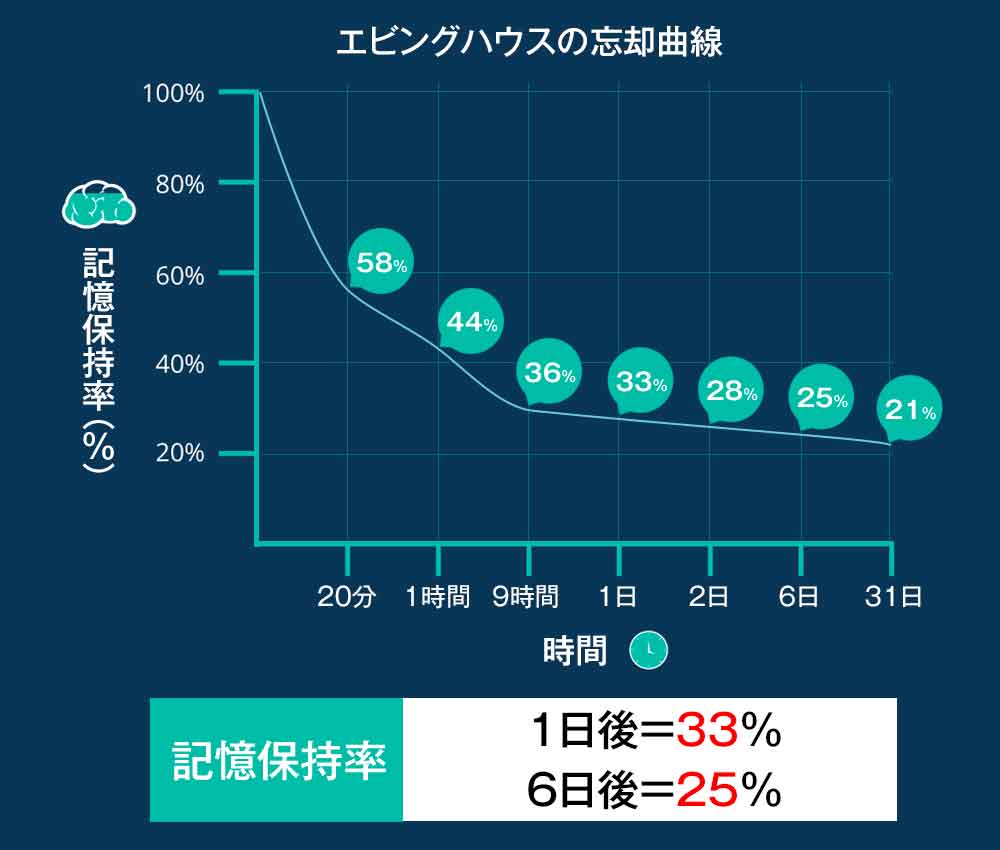 エビングハウスの忘却曲線
100%
80%
60%
40%
20%
記憶保持率(%)
58%
44%
36%
33%
28%
25%
21%
20分 1時間 9時間 1日 2日 6日 31日
時間
記憶保持率
1日後=33%
6日後=25%